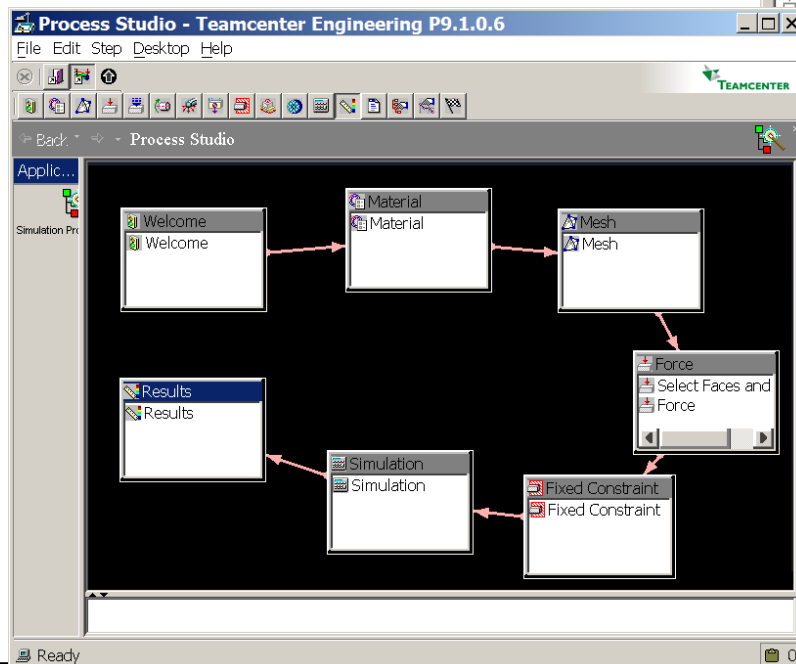 Process Studio - Teamcenter Engineering P9.1.0.6
File Edit Step Desktop Help
TEAMCENTER
Back Process Studio
Applic...
Simulation Pro
Welcome
Welcome
Material
Material
Mesh
Mesh
Force
Select Faces and
Force
Fixed Constraint
Fixed Constraint
Simulation
Simulation
Results
Results
Ready
0